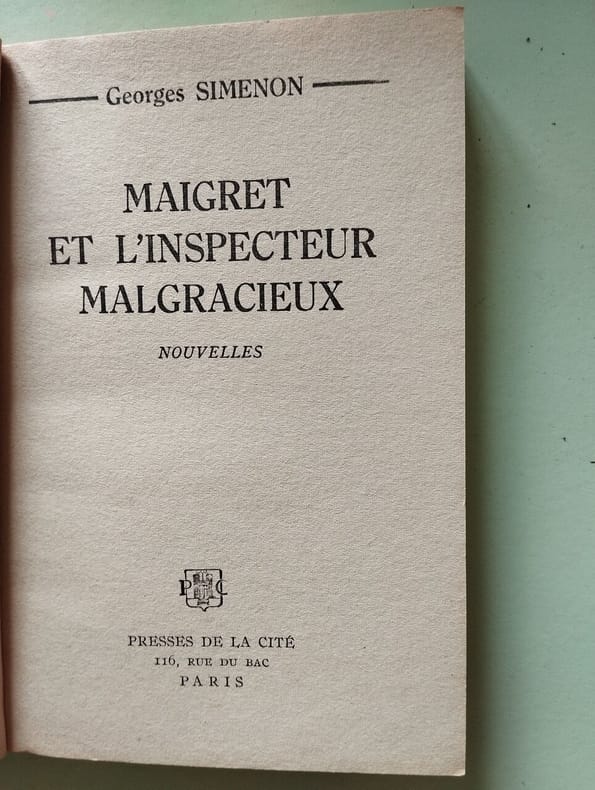 Georges SIMENON
MAIGRET
ET L'INSPECTEUR
MALGRACIEUX
NOUVELLES
P C
PRESSES DE LA CITÉ
116, RUE DU BAC
PARIS